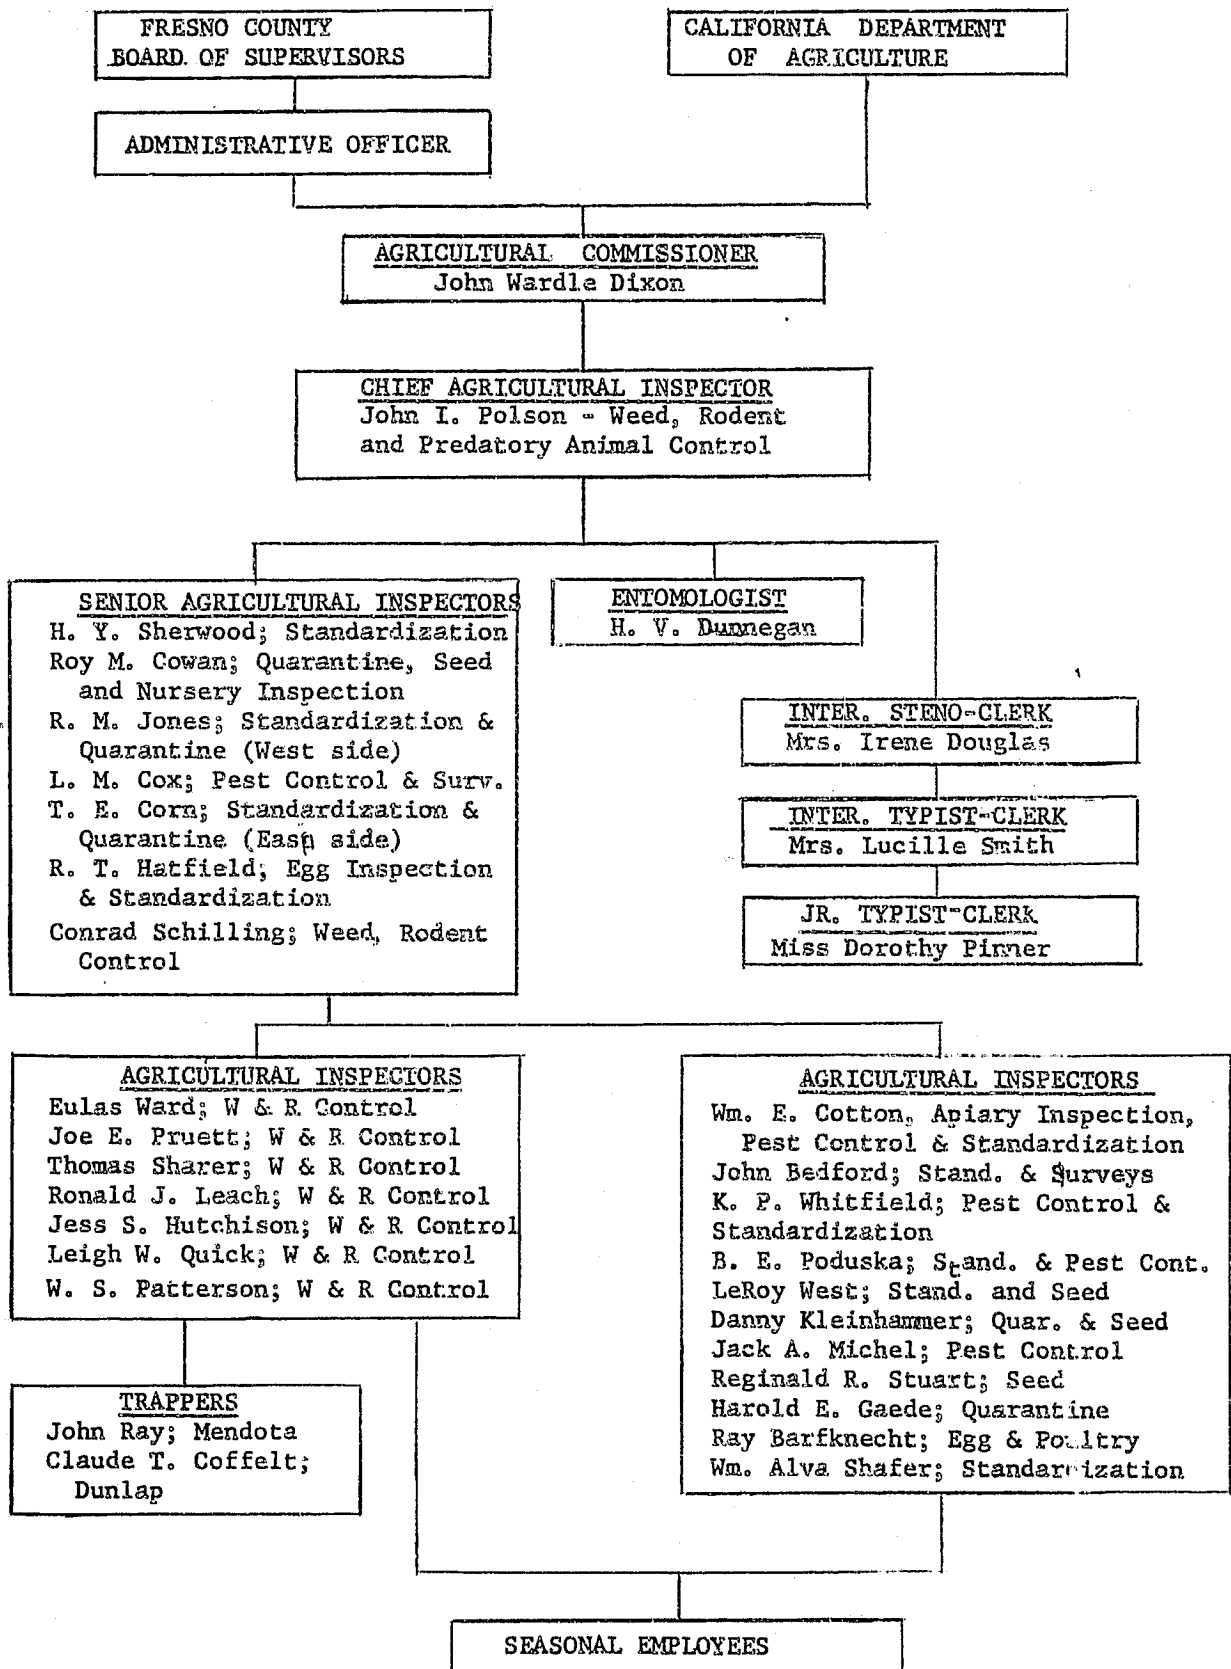 FRESNO COUNTY
BOARD OF SUPERVISORS
CALIFORNIA DEPARTMENT
OF AGRICULTURE
ADMINISTRATIVE OFFICER
AGRICULTURAL COMMISSIONER
John Wardle Dixon
CHIEF AGRICULTURAL INSPECTOR
John I. Polson - Weed, Rodent
and Predatory Animal Control
SENIOR AGRICULTURAL INSPECTORS
H. Y. Sherwood; Standardization
Roy M. Cowan; Quarantine, Seed
and Nursery Inspection
R. M. Jones; Standardization &
Quarantine (West side)
L. M. Cox; Pest Control & Surv.
T. E. Corn; Standardization &
Quarantine (East side)
R. T. Hatfield; Egg Inspection
& Standardization
Conrad Schilling; Weed, Rodent
Control
ENTOMOLOGIST
H. V. Dunnegan
INTER. STENO-CLERK
Mrs. Irene Douglas
INTER. TYPIST-CLERK
Mrs. Lucille Smith
JR. TYPIST-CLERK
Miss Dorothy Pinner
AGRICULTURAL INSPECTORS
Eulas Ward; W & R Control
Joe E. Pruett; W & R Control
Thomas Sharer; W & R Control
Ronald J. Leach; W & R Control
Jess S. Hutchison; W & R Control
Leigh W. Quick; W & R Control
W. S. Patterson; W & R Control
TRAPPERS
John Ray; Mendota
Claude T. Coffelt;
Dunlap
AGRICULTURAL INSPECTORS
Wm. E. Cotton, Apiary Inspection,
Pest Control & Standardization
John Bedford; Stand. & Surveys
K. P. Whitfield; Pest Control &
Standardization
B. E. Poduska; Stand. & Pest Cont.
LeRoy West; Stand. and Seed
Danny Kleinhammer; Quar. & Seed
Jack A. Michel; Pest Control
Reginald R. Stuart; Seed
Harold E. Gaede; Quarantine
Ray Barfknecht; Egg & Poultry
Wm. Alva Shafer; Standardization
SEASONAL EMPLOYEES